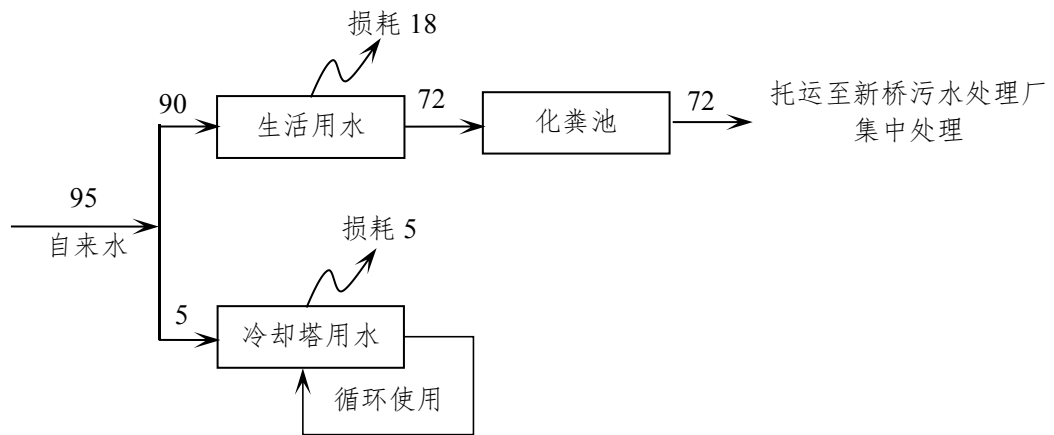 损耗 18
90
生活用水
72
化粪池
72
托运至新桥污水处理厂
集中处理
95
自来水
损耗 5
5
冷却塔用水
循环使用